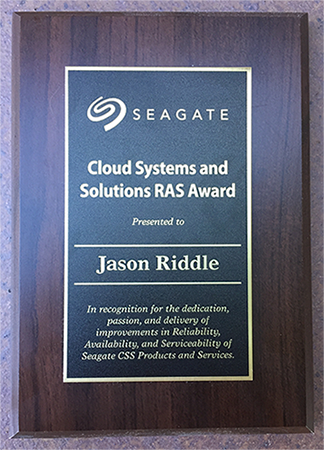 SEAGATE
Cloud Systems and
Solutions RAS Award
Presented to
Jason Riddle
In recognition for the dedication,
passion, and delivery of
improvements in Reliability,
Availability, and Serviceability of
Seagate CSS Products and Services.